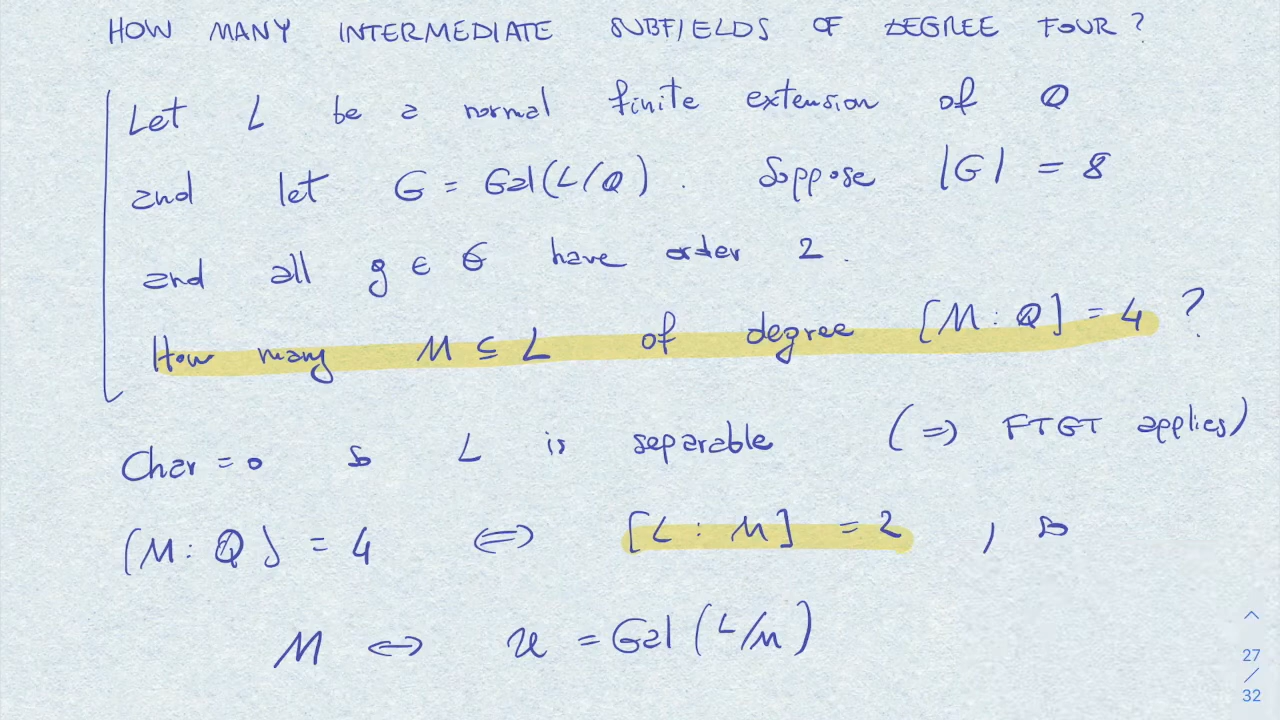 HOW MANY INTERMEDIATE SUBFIELDS OF DEGREE FOUR?
Let L be a normal finite extension of Q
and let G = Gal(L/Q). Suppose |G| = 8
and all g ∈ G have order 2.
How many M ⊆ L of degree [M:Q] = 4?
Char = 0 so L is separable (⇒ FTGT applies)
[M:Q] = 4 ⇔ [L:M] = 2, so
M ↔ 𝓜 = Gal(L/M)
27
/
32